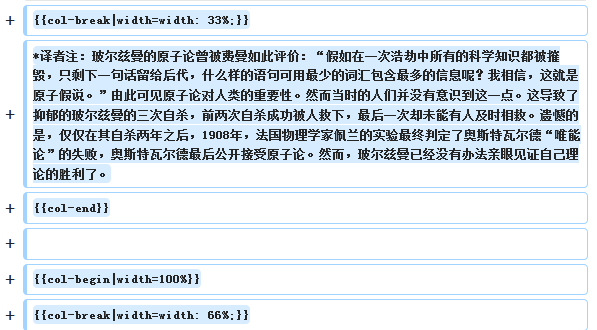 + {{col-break|width=width: 33%;}}
*译者注：玻尔兹曼的原子论曾被费曼如此评价：“假如在一次浩劫中所有的科学知识都被摧
毁，只剩下一句话留给后代，什么样的语句可用最少的词汇包含最多的信息呢？我相信，这就是
+ 原子假说。”由此可见原子论对人类的重要性。然而当时的人们并没有意识到这一点。这导致了
抑郁的玻尔兹曼的三次自杀，前两次自杀成功被人救下，最后一次却未能有人及时相救。遗憾的
是，仅仅在其自杀两年之后，1908年，法国物理学家佩兰的实验最终判定了奥斯特瓦尔德“唯能
论”的失败，奥斯特瓦尔德最后公开接受原子论。然而，玻尔兹曼已经没有办法亲眼见证自己理
论的胜利了。
+ {{col-end}}
+
+ {{col-begin|width=100%}}
+ {{col-break|width=width: 66%;}}